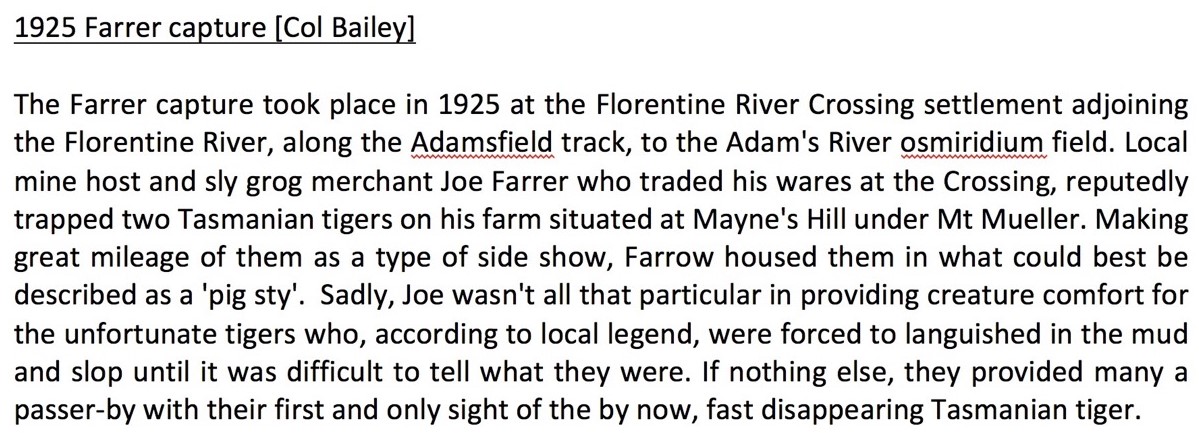 1925 Farrer capture [Col Bailey]
The Farrer capture took place in 1925 at the Florentine River Crossing settlement adjoining
the Florentine River, along the Adamsfield track, to the Adam's River osmiridium field. Local
mine host and sly grog merchant Joe Farrer who traded his wares at the Crossing, reputedly
trapped two Tasmanian tigers on his farm situated at Mayne's Hill under Mt Mueller. Making
great mileage of them as a type of side show, Farrow housed them in what could best be
described as a 'pig sty'.  Sadly, Joe wasn't all that particular in providing creature comfort for
the unfortunate tigers who, according to local legend, were forced to languished in the mud
and slop until it was difficult to tell what they were. If nothing else, they provided many a
passer-by with their first and only sight of the by now, fast disappearing Tasmanian tiger.